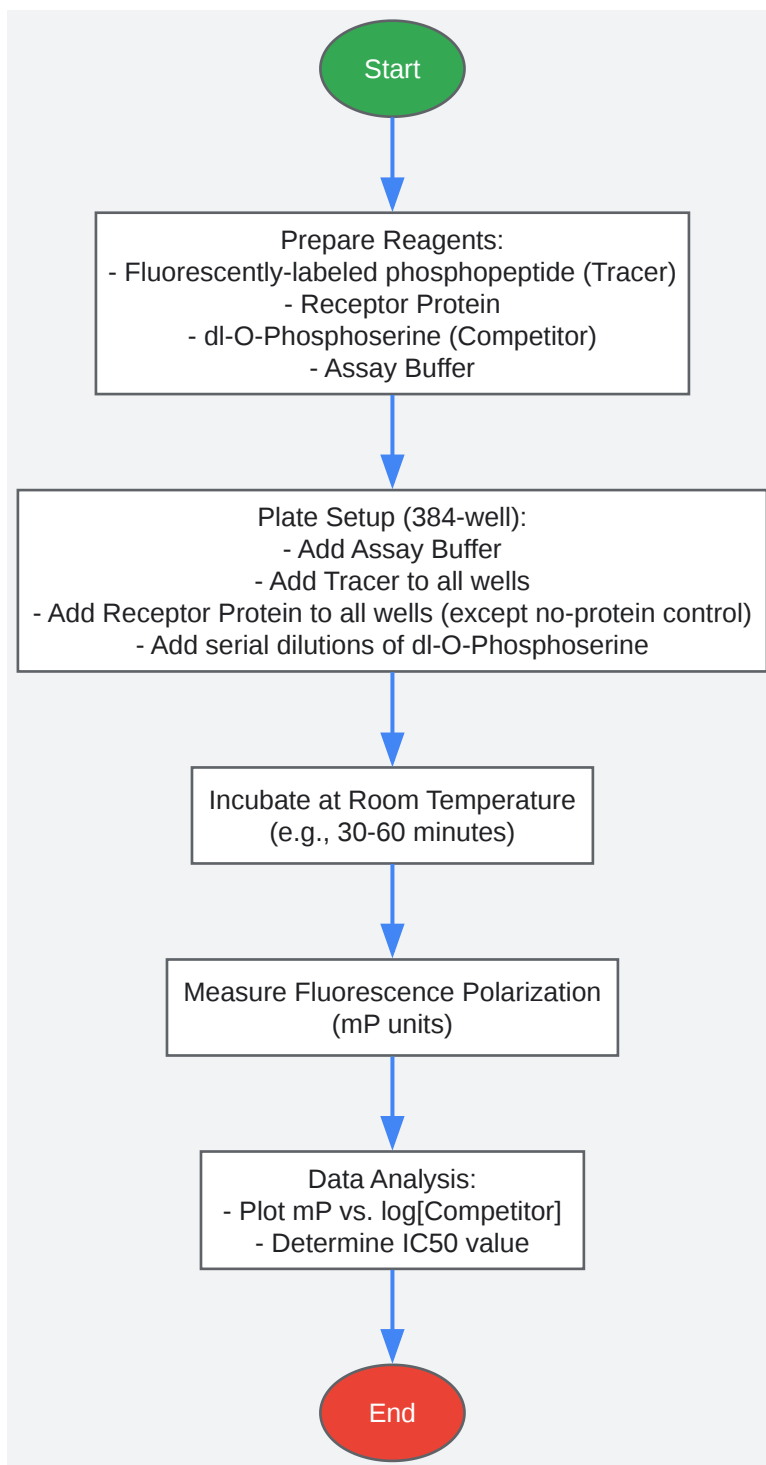 Start
Prepare Reagents:
- Fluorescently-labeled phosphopeptide (Tracer)
- Receptor Protein
- dl-O-Phosphoserine (Competitor)
- Assay Buffer
Plate Setup (384-well):
- Add Assay Buffer
- Add Tracer to all wells
- Add Receptor Protein to all wells (except no-protein control)
- Add serial dilutions of dl-O-Phosphoserine
Incubate at Room Temperature
(e.g., 30-60 minutes)
Measure Fluorescence Polarization
(mP units)
Data Analysis:
- Plot mP vs. log[Competitor]
- Determine IC50 value
End